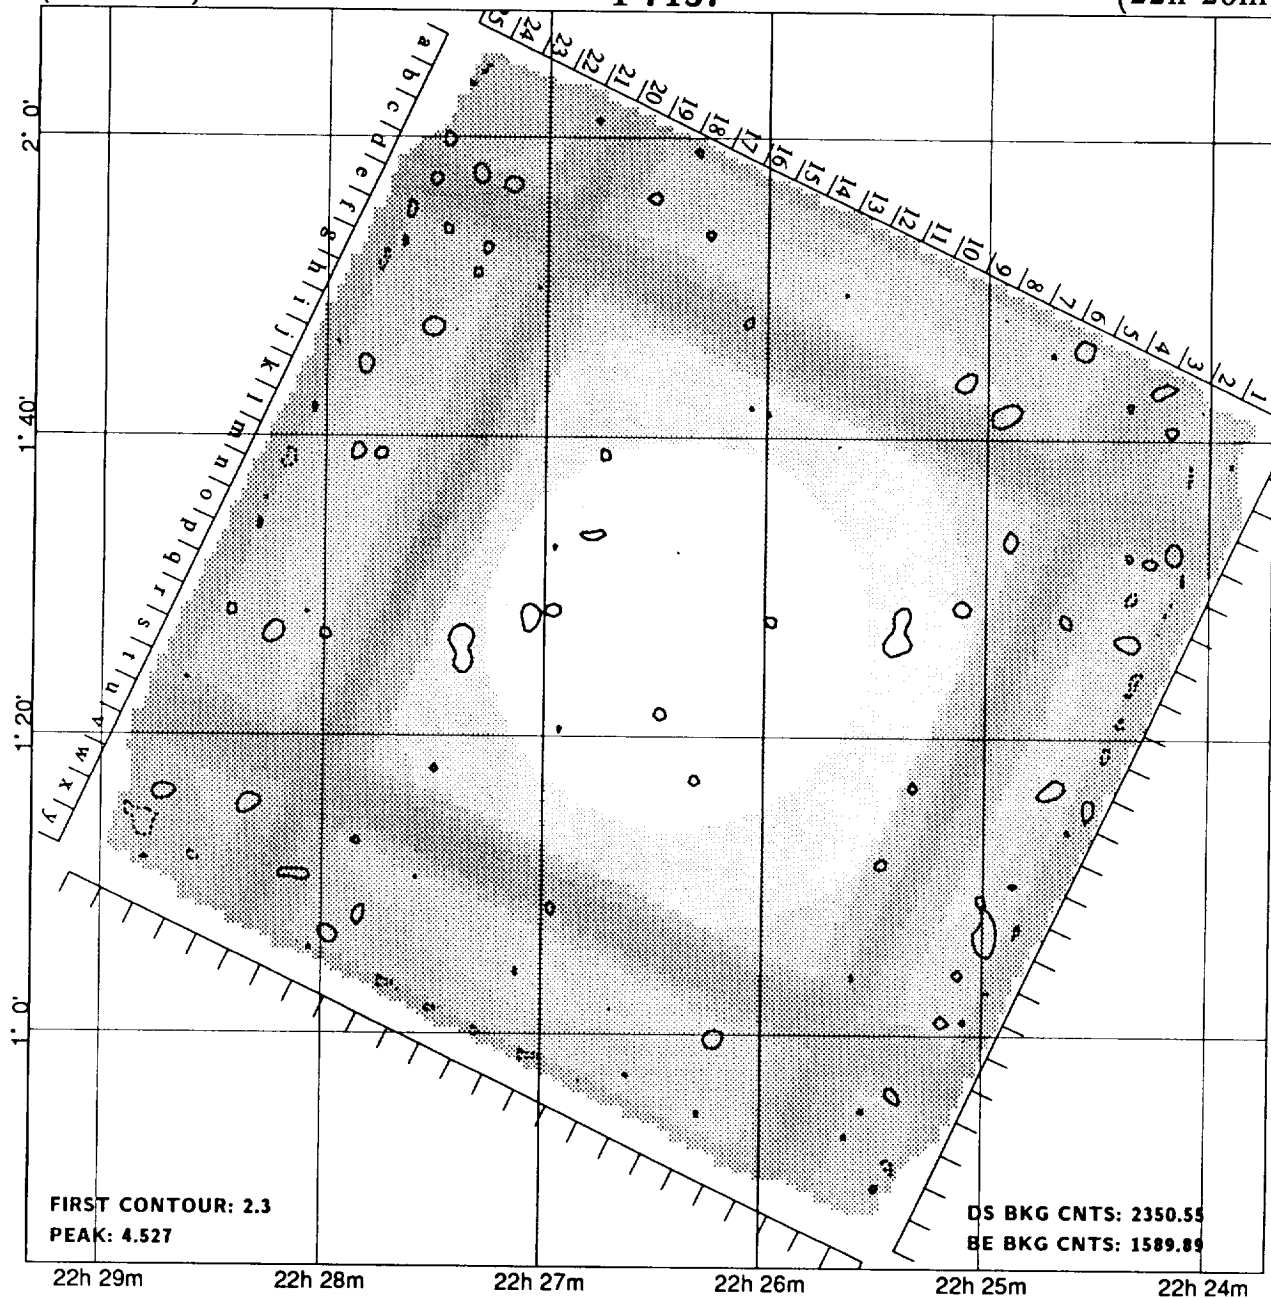 25 24 23 22 21 20 19 18 17 16 15 14 13 12 11 10 9 8 7 6 5 4 3 2 1
a b c d e f g h i j k l m n o p q r s t u v w x y
2° 0'
1° 40'
1° 20'
1° 0'
FIRST CONTOUR: 2.3
PEAK: 4.527
DS BKG CNTS: 2350.55
BE BKG CNTS: 1589.89
22h 29m 22h 28m 22h 27m 22h 26m 22h 25m 22h 24m